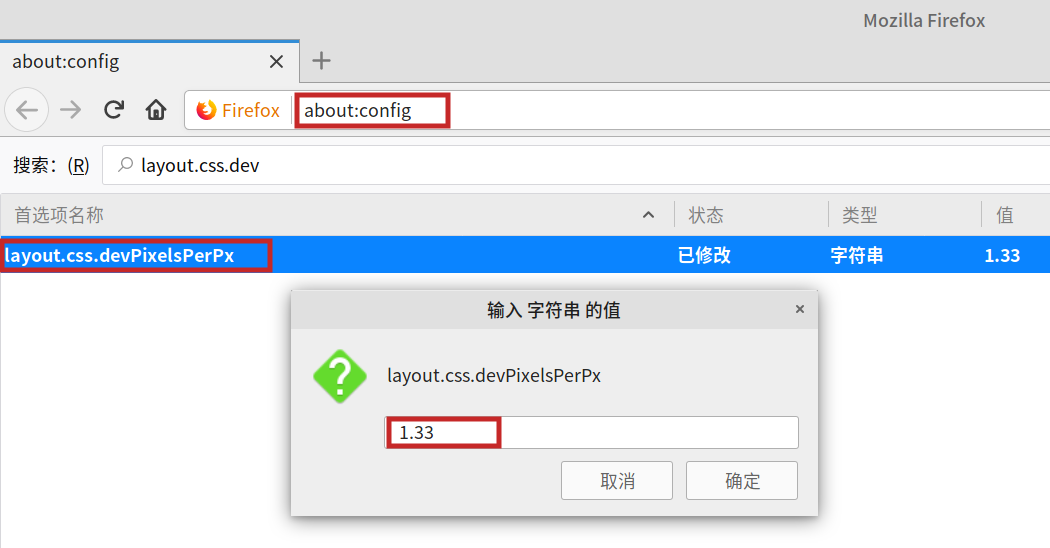 Mozilla Firefox
about:config
Firefox about:config
搜索：(R) layout.css.dev
首选项名称 状态 类型 值
layout.css.devPixelsPerPx 已修改 字符串 1.33
输入 字符串 的值
layout.css.devPixelsPerPx
1.33
取消 确定